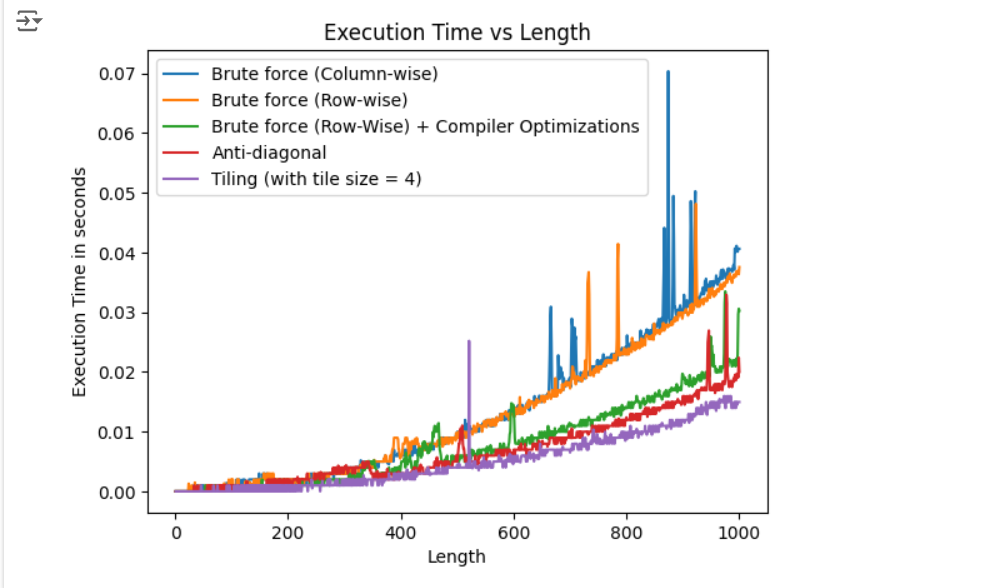 Execution Time vs Length
Brute force (Column-wise)
Brute force (Row-wise)
Brute force (Row-Wise) + Compiler Optimizations
Anti-diagonal
Tiling (with tile size = 4)
Execution Time in seconds
0.07
0.06
0.05
0.04
0.03
0.02
0.01
0.00
0 200 400 600 800 1000
Length